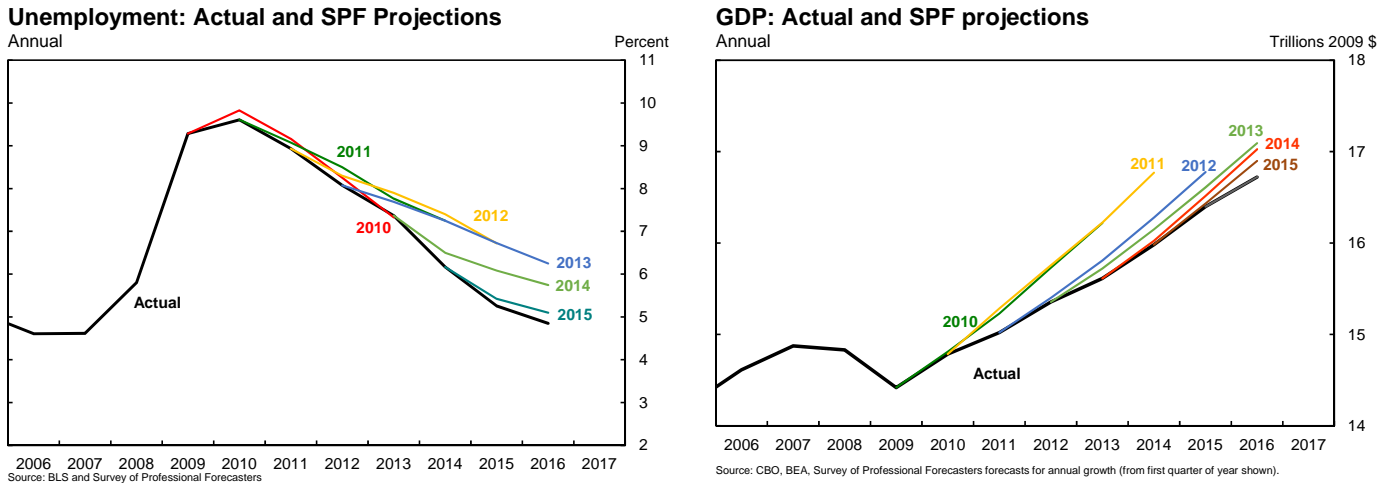 Unemployment: Actual and SPF Projections
Annual
Percent
11
10
9
8
7
6
5
4
3
2
2011
2012
2010
2013
2014
2015
Actual
2006 2007 2008 2009 2010 2011 2012 2013 2014 2015 2016 2017
Source: BLS and Survey of Professional Forecasters
GDP: Actual and SPF projections
Annual
Trillions 2009 $
18
17
16
15
14
2013
2014
2011
2012
2015
2010
Actual
2006 2007 2008 2009 2010 2011 2012 2013 2014 2015 2016 2017
Source: CBO, BEA, Survey of Professional Forecasters forecasts for annual growth (from first quarter of year shown).